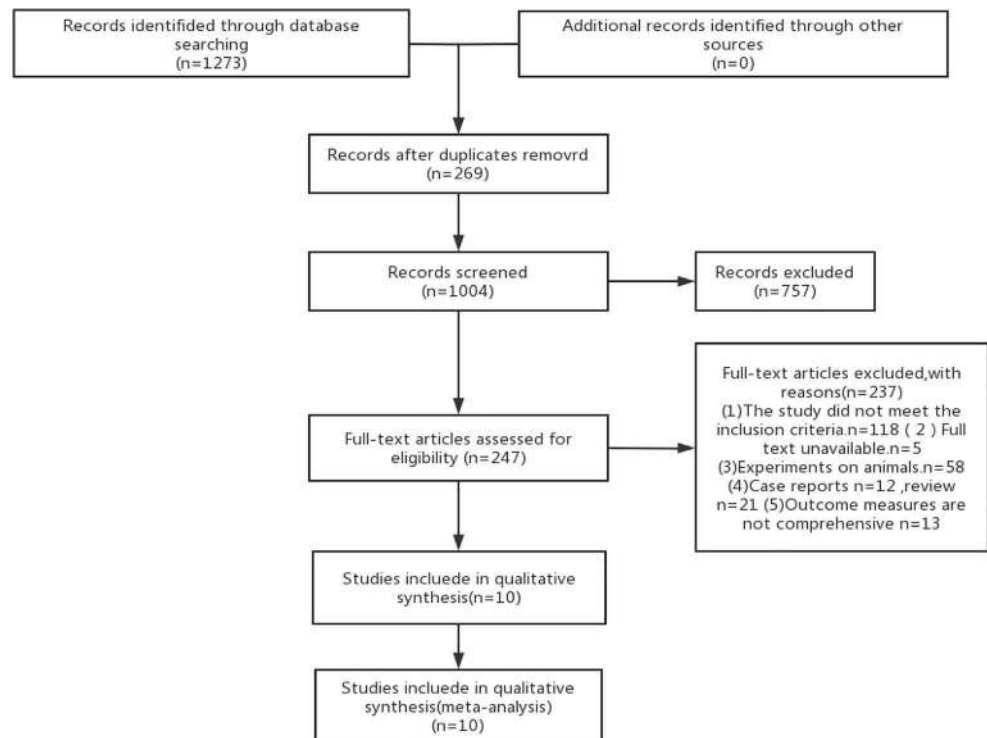 Records identifided through database
searching
(n=1273)
Additional records identified through other
sources
(n=0)
Records after duplicates removrd
(n=269)
Records screened
(n=1004)
Records excluded
(n=757)
Full-text articles assessed for
eligibility (n=247)
Full-text articles excluded,with
reasons(n=237)
(1)The study did not meet the
inclusion criteria.n=118 ( 2 ) Full
text unavailable.n=5
(3)Experiments on animals.n=58
(4)Case reports n=12 ,review
n=21 (5)Outcome measures are
not comprehensive n=13
Studies incluede in qualitative
synthesis(n=10)
Studies incluede in qualitative
synthesis(meta-analysis)
(n=10)